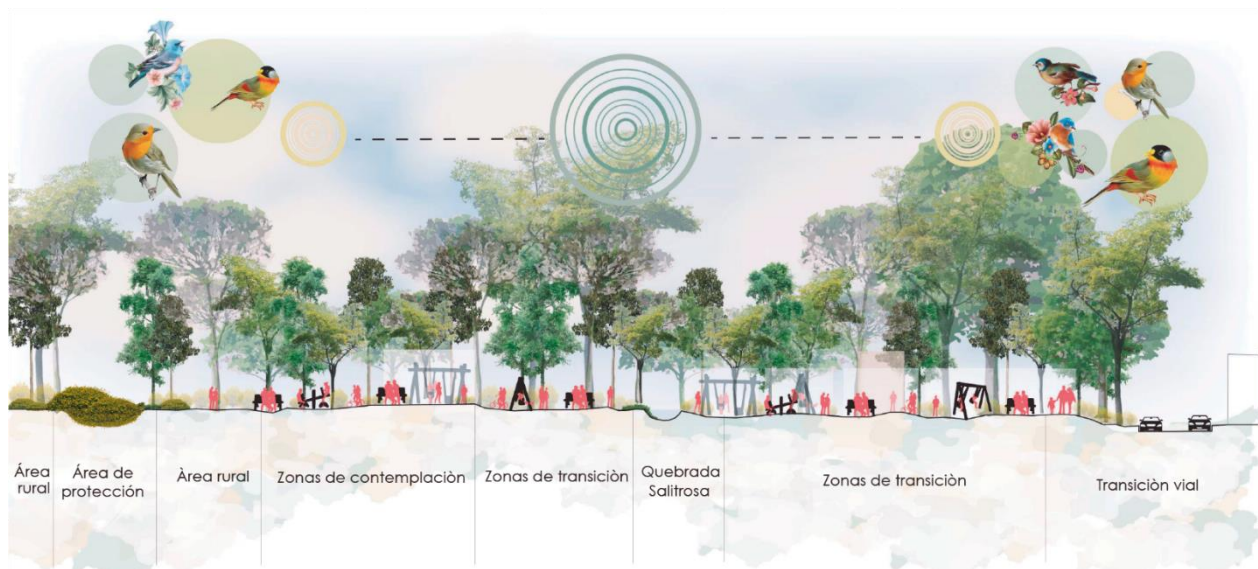 Área
rural
Área de
protección
Àrea rural
Zonas de contemplaciòn
Zonas de transiciòn
Quebrada
Salitrosa
Zonas de transiciòn
Transiciòn vial